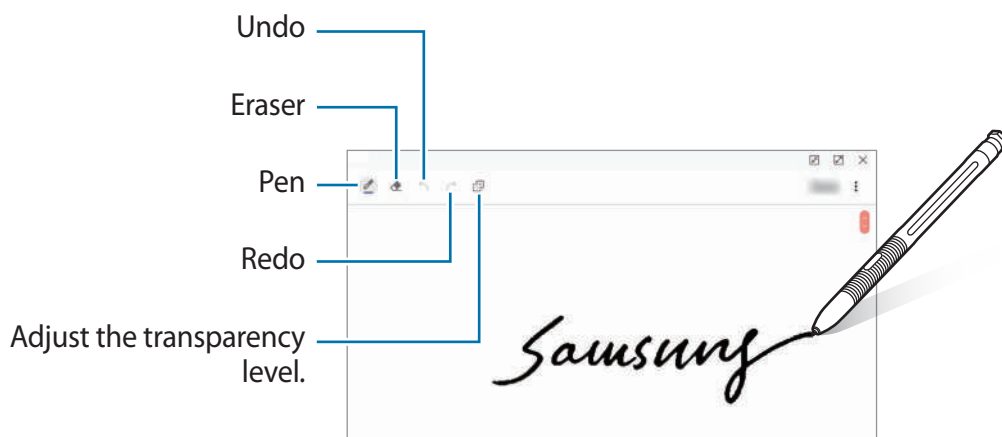 Undo
Eraser
Pen
Redo
Adjust the transparency
level.
Samsung